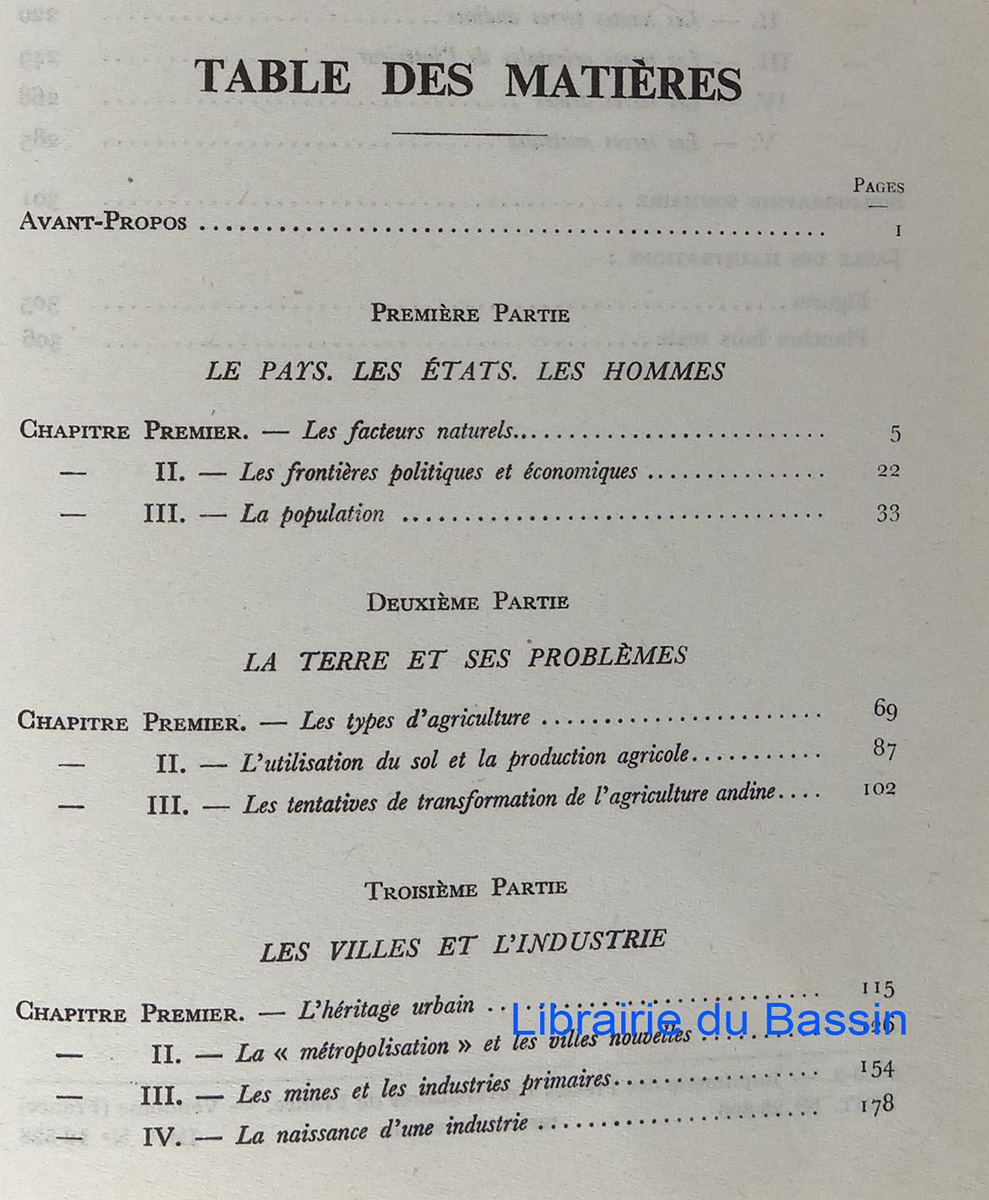 TABLE DES MATIÈRES
PAGES
AVANT-PROPOS .......... 1
PREMIÈRE PARTIE
LE PAYS. LES ÉTATS. LES HOMMES
CHAPITRE PREMIER. — Les facteurs naturels.......... 5
— II. — Les frontières politiques et économiques .......... 22
— III. — La population .......... 33
DEUXIÈME PARTIE
LA TERRE ET SES PROBLÈMES
CHAPITRE PREMIER. — Les types d'agriculture .......... 69
— II. — L'utilisation du sol et la production agricole.......... 87
— III. — Les tentatives de transformation de l'agriculture andine.... 102
TROISIÈME PARTIE
LES VILLES ET L'INDUSTRIE
CHAPITRE PREMIER. — L'héritage urbain .......... 115
Librairie du Bassin
— II. — La « métropolisation » et les villes nouvelles .......... 126
— III. — Les mines et les industries primaires.......... 154
— IV. — La naissance d'une industrie .......... 178